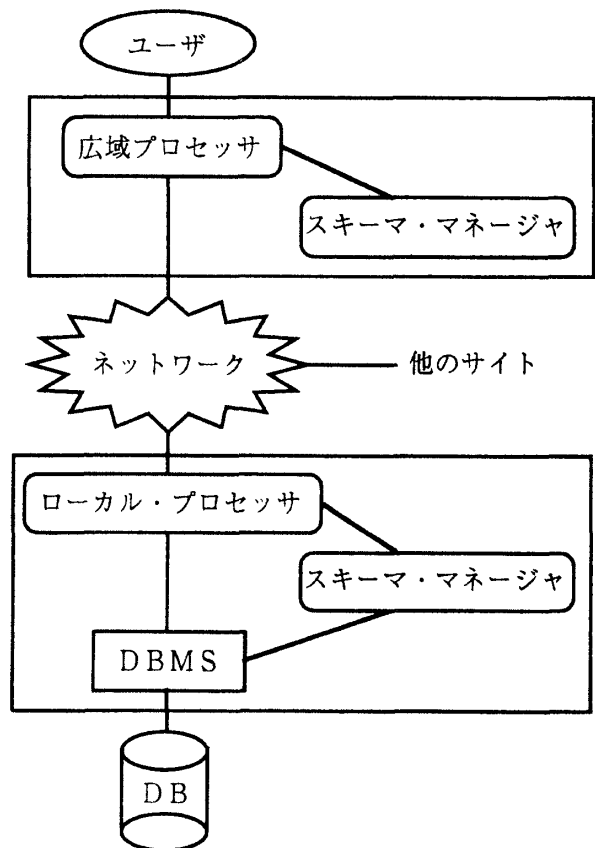 ユーザ
広域プロセッサ
スキーマ・マネージャ
ネットワーク
他のサイト
ローカル・プロセッサ
スキーマ・マネージャ
DBMS
DB